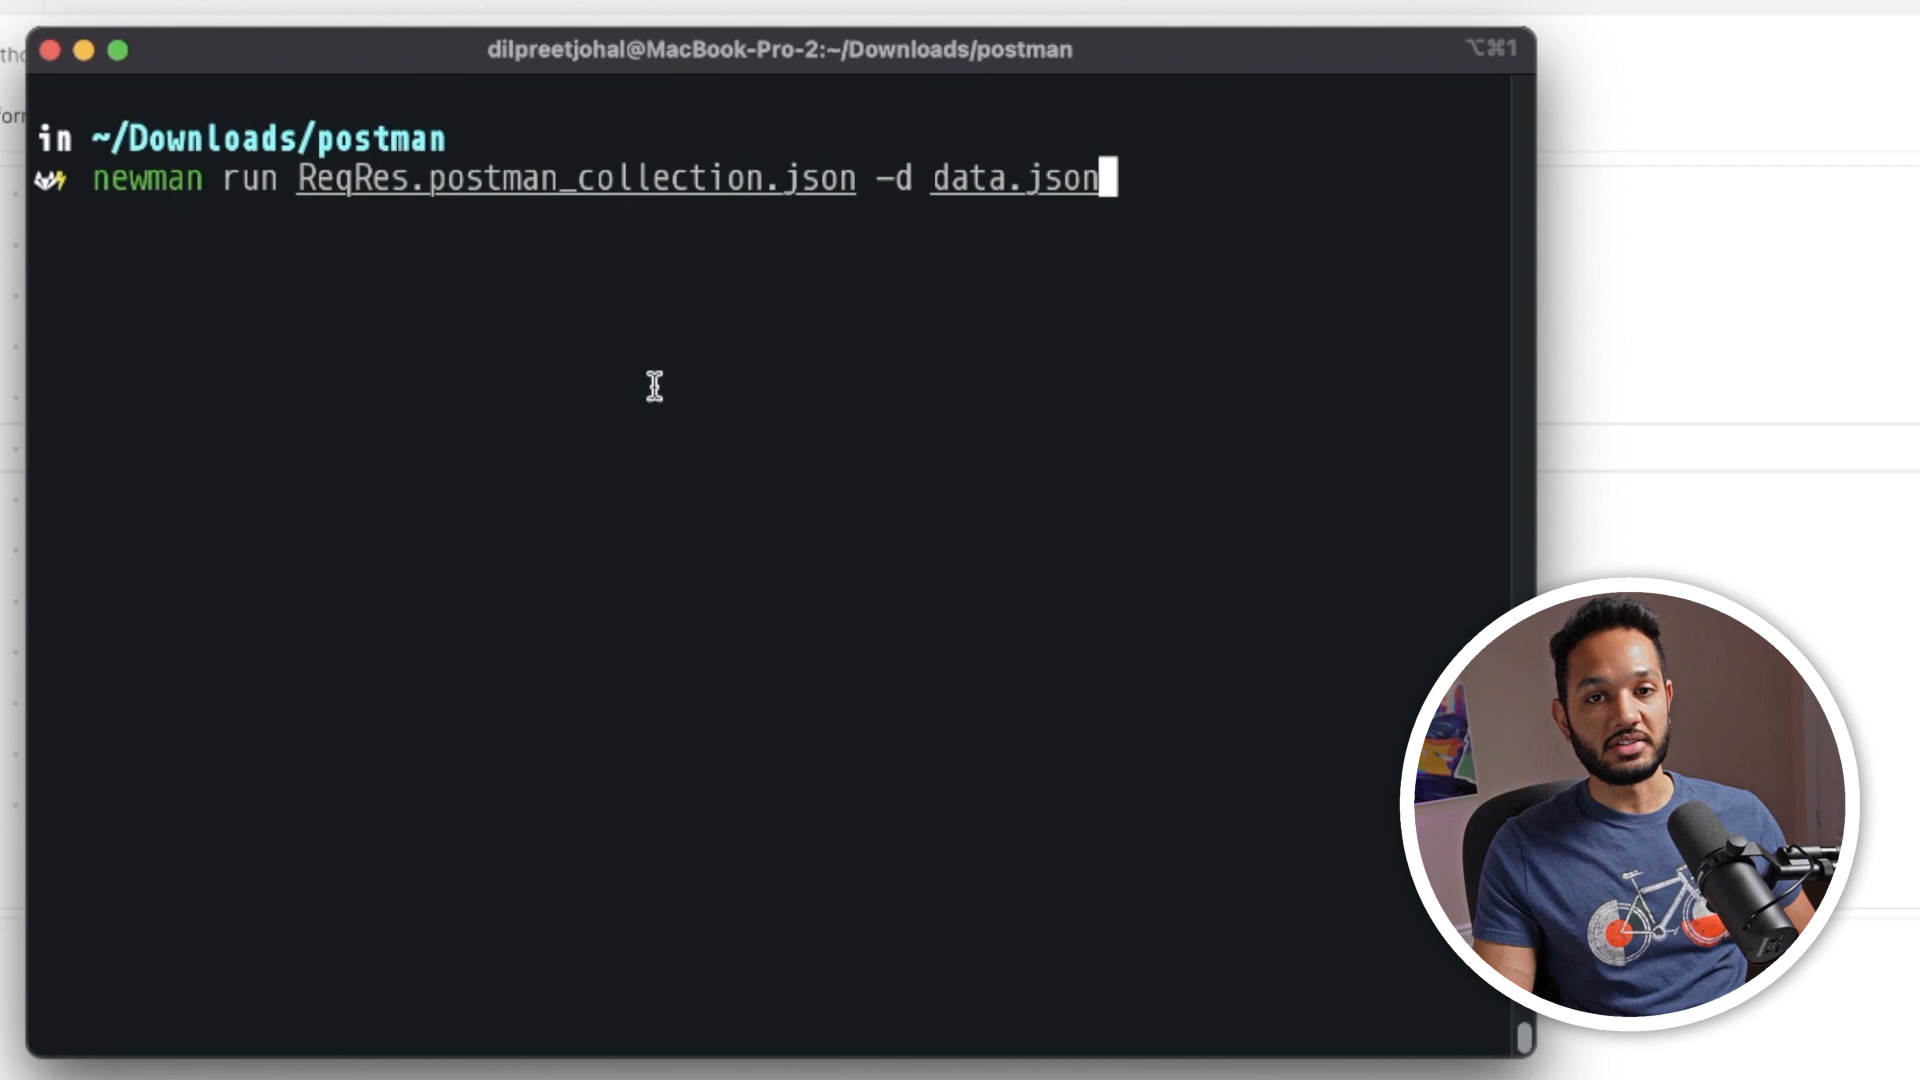 dilpreetjohal@MacBook-Pro-2:~/Downloads/postman
⌥⌘1
in ~/Downloads/postman
newman run ReqRes.postman_collection.json -d data.json